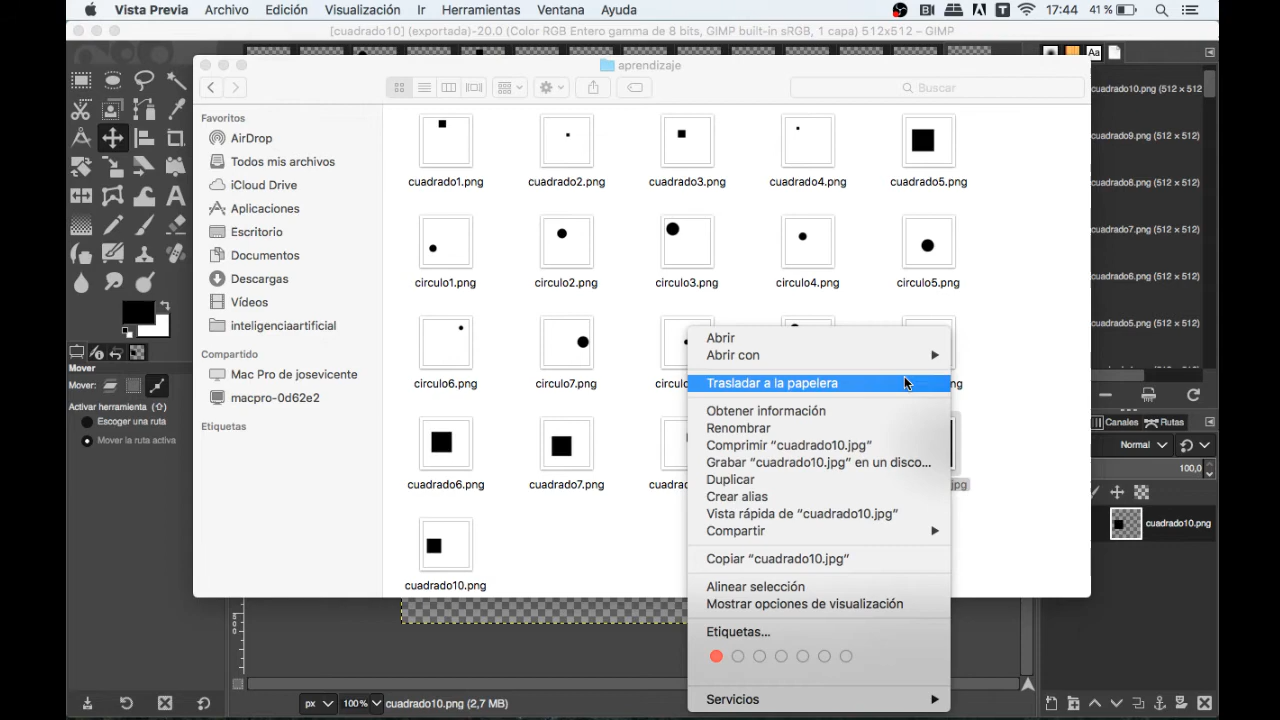 Vista Previa Archivo Edición Visualización Ir Herramientas Ventana Ayuda 17:44 41 %
[cuadrado10] (exportada)-20.0 (Color RGB Entero gamma de 8 bits, GIMP built-in sRGB, 1 capa) 512x512 – GIMP
aprendizaje
Buscar
Favoritos
AirDrop
Todos mis archivos
iCloud Drive
Aplicaciones
Escritorio
Documentos
Descargas
Vídeos
inteligenciaartificial
Compartido
Mac Pro de josevicente
macpro-0d62e2
Etiquetas
cuadrado1.png cuadrado2.png cuadrado3.png cuadrado4.png cuadrado5.png
circulo1.png circulo2.png circulo3.png circulo4.png circulo5.png
circulo6.png circulo7.png
cuadrado6.png cuadrado7.png
cuadrado10.png
Abrir
Abrir con
Trasladar a la papelera
Obtener información
Renombrar
Comprimir “cuadrado10.jpg”
Grabar “cuadrado10.jpg” en un disco...
Duplicar
Crear alias
Vista rápida de “cuadrado10.jpg”
Compartir
Copiar “cuadrado10.jpg”
Alinear selección
Mostrar opciones de visualización
Etiquetas...
Servicios
Mover
Mover:
Activar herramienta (⇧)
Escoger una ruta
Mover la ruta activa
Aa
cuadrado10.png (512 × 512
cuadrado9.png (512 × 512)
cuadrado8.png (512 × 512)
cuadrado7.png (512 × 512)
cuadrado6.png (512 × 512)
cuadrado5.png (512 × 512)
Canales Rutas
Normal
100,0
cuadrado10.png
px 100% cuadrado10.png (2,7 MB)